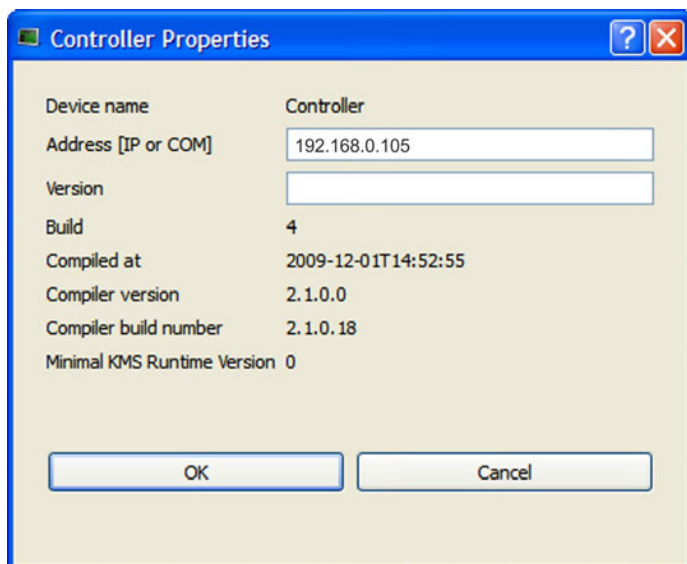 Controller Properties
Device name Controller
Address [IP or COM] 192.168.0.105
Version
Build 4
Compiled at 2009-12-01T14:52:55
Compiler version 2.1.0.0
Compiler build number 2.1.0.18
Minimal KMS Runtime Version 0
OK Cancel